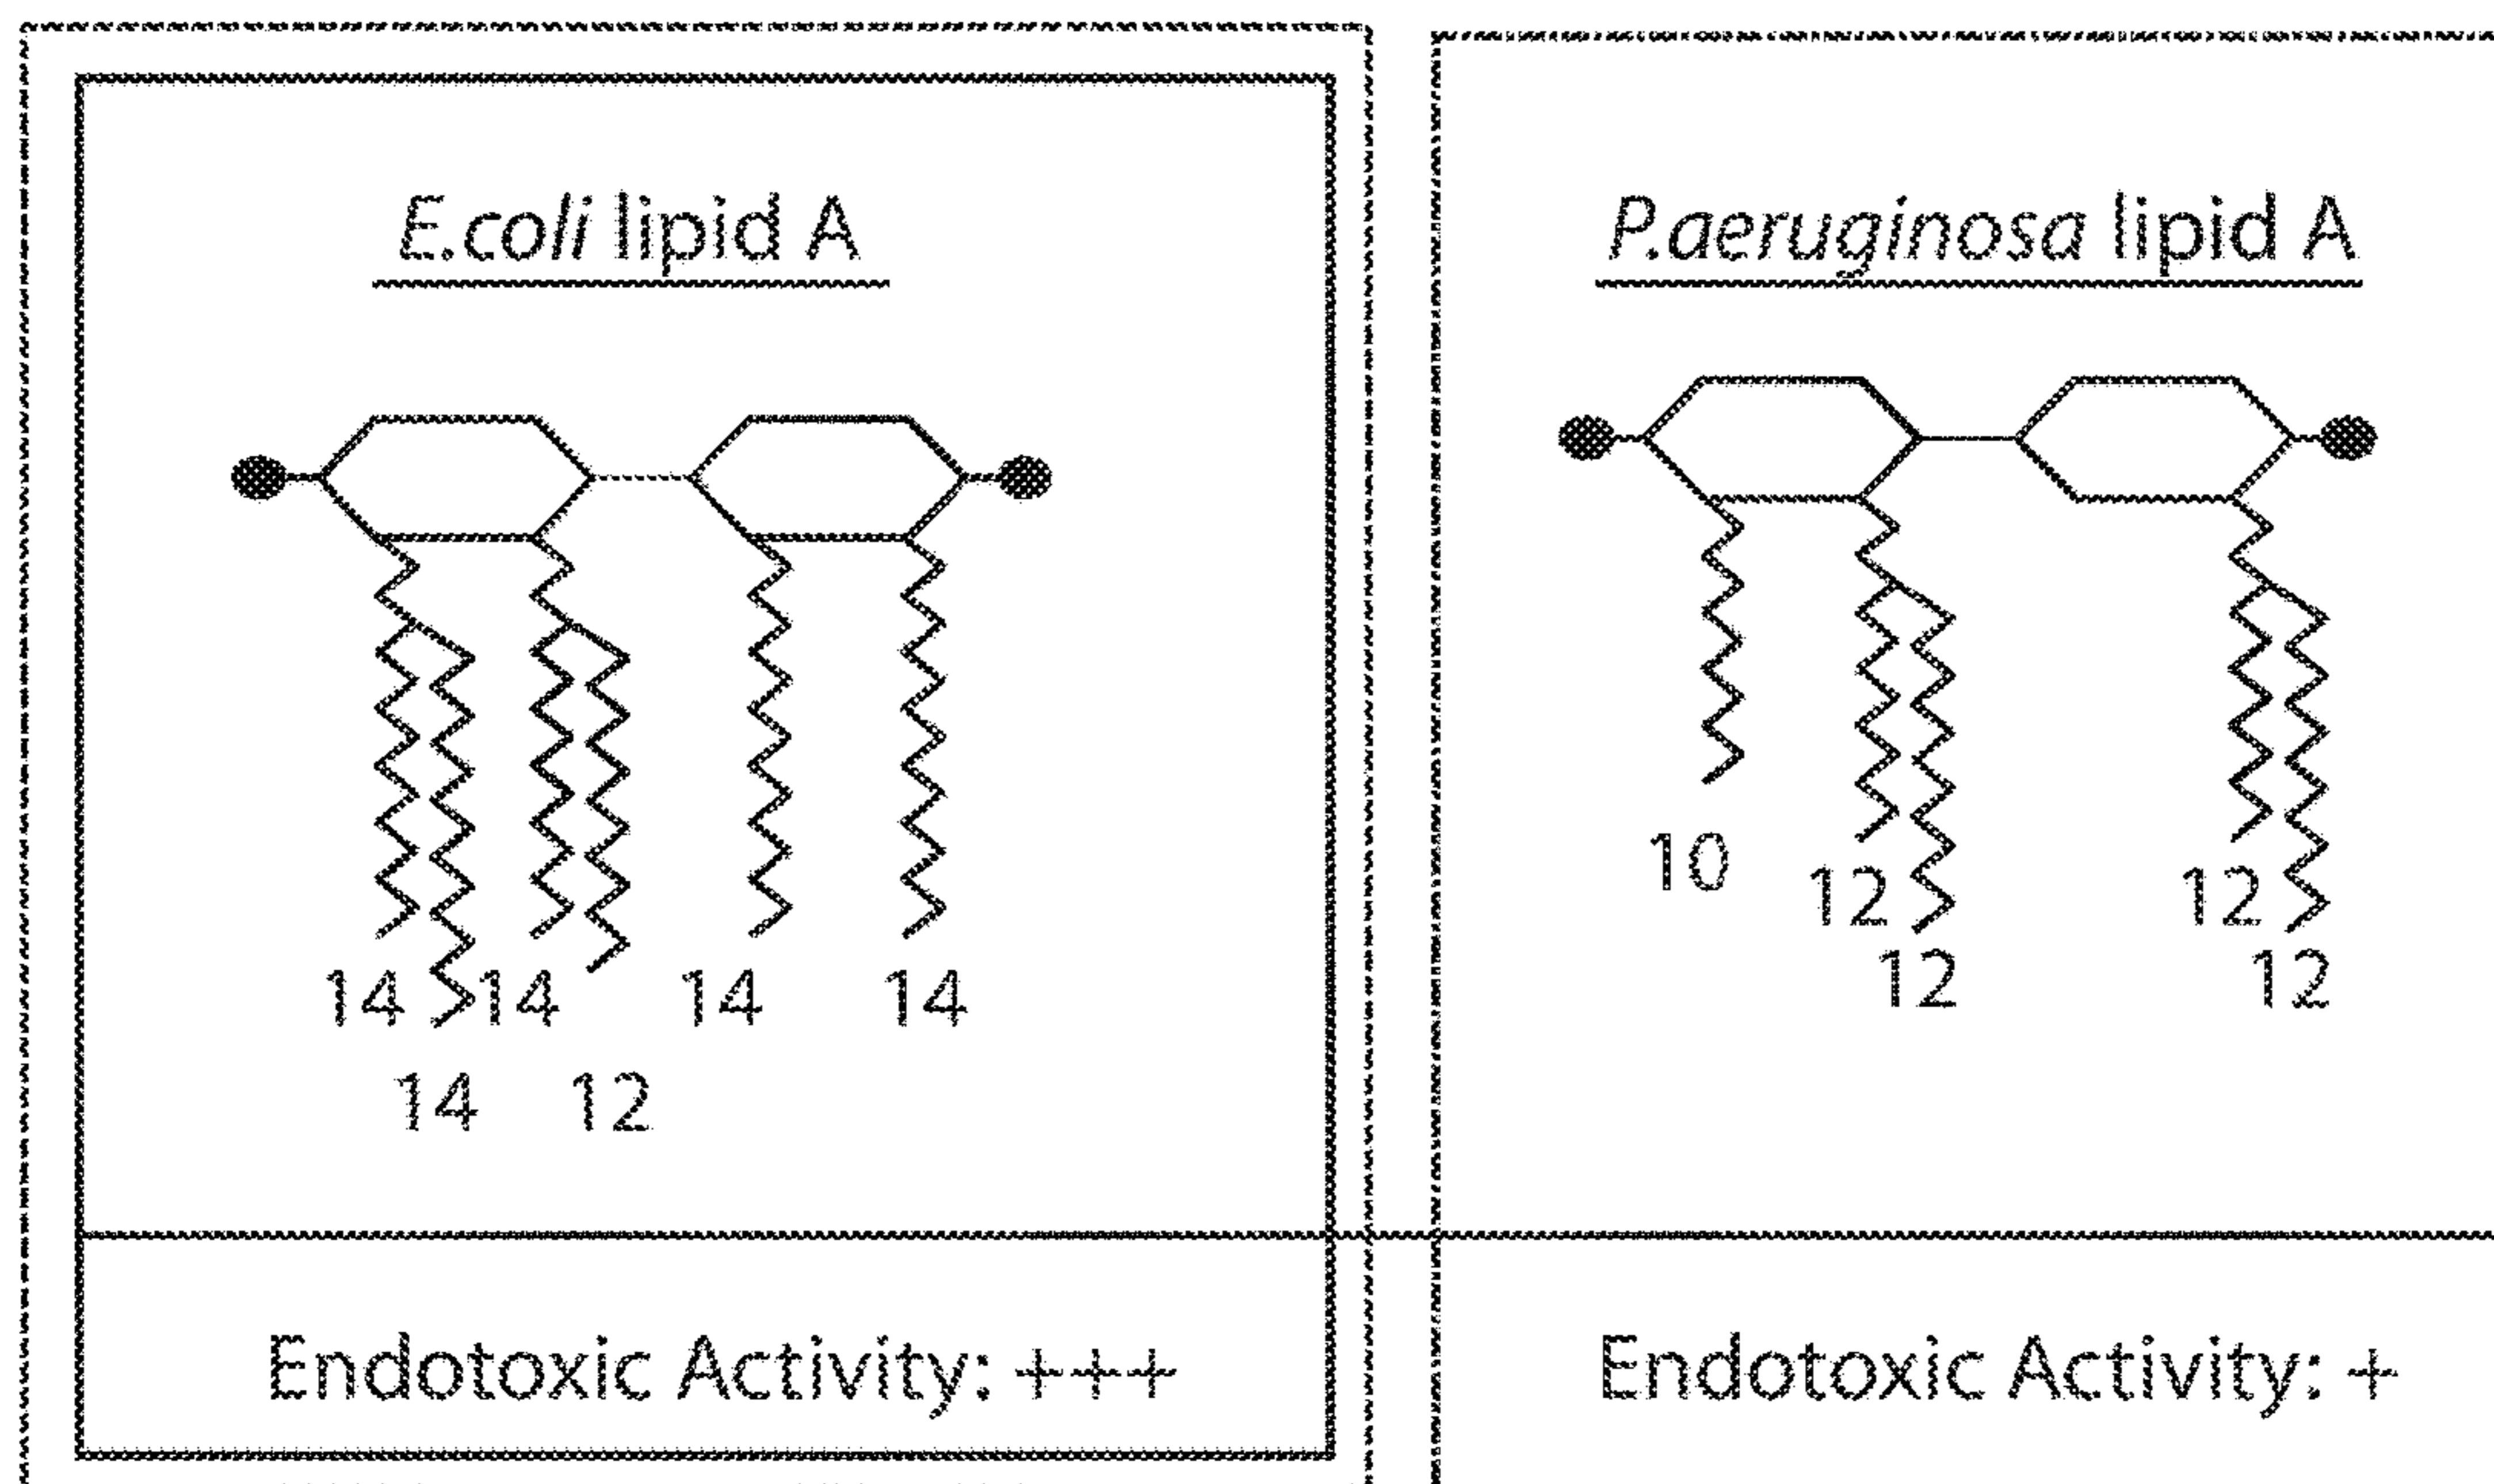 E.coli lipid A
14 14 14 14
14 12
Endotoxic Activity: +++
P.aeruginosa lipid A
10
12 12
12 12
Endotoxic Activity: +